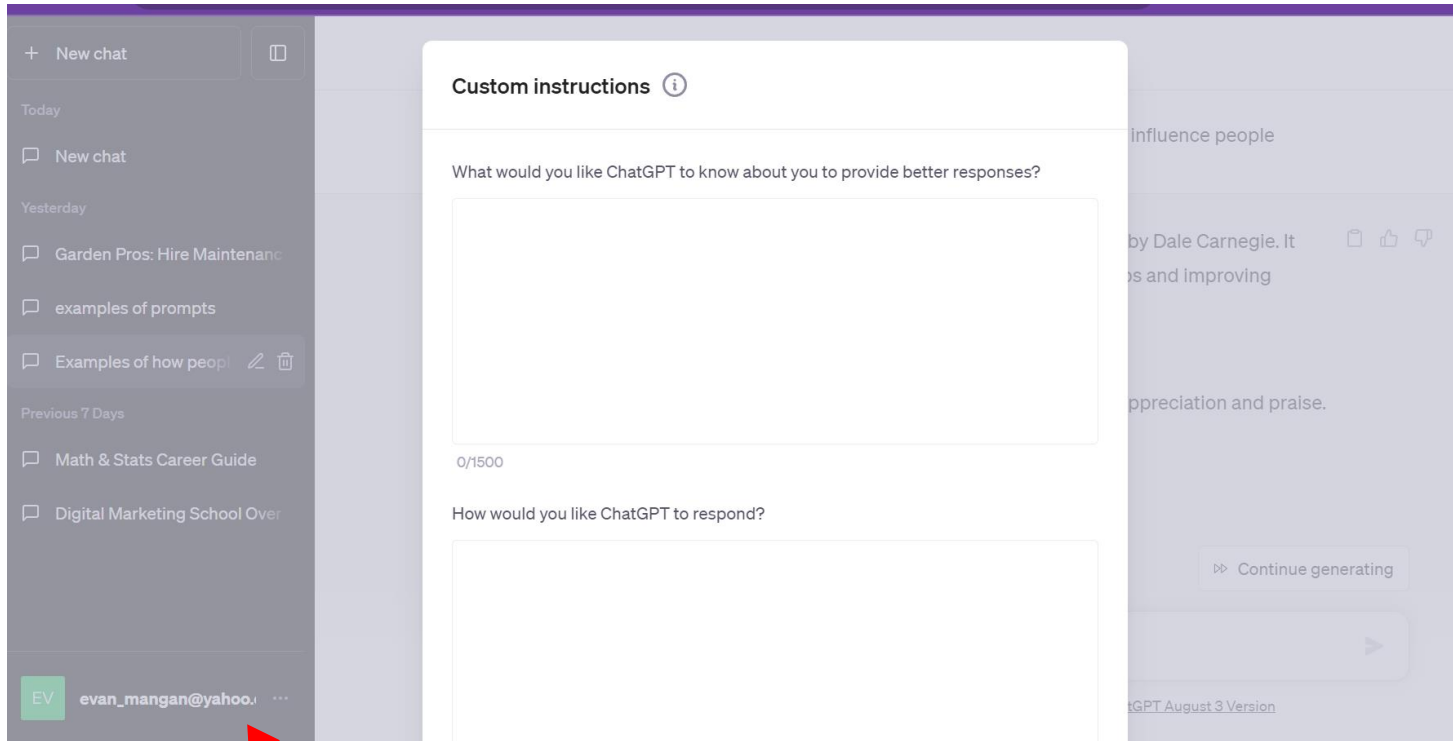 New chat
Today
New chat
Yesterday
Garden Pros: Hire Maintenanc
examples of prompts
Examples of how peopl
Previous 7 Days
Math & Stats Career Guide
Digital Marketing School Over
EV
evan_mangan@yahoo.
Custom instructions
What would you like ChatGPT to know about you to provide better responses?
0/1500
How would you like ChatGPT to respond?
influence people
by Dale Carnegie. It
ps and improving
ppreciation and praise.
Continue generating
tGPT August 3 Version